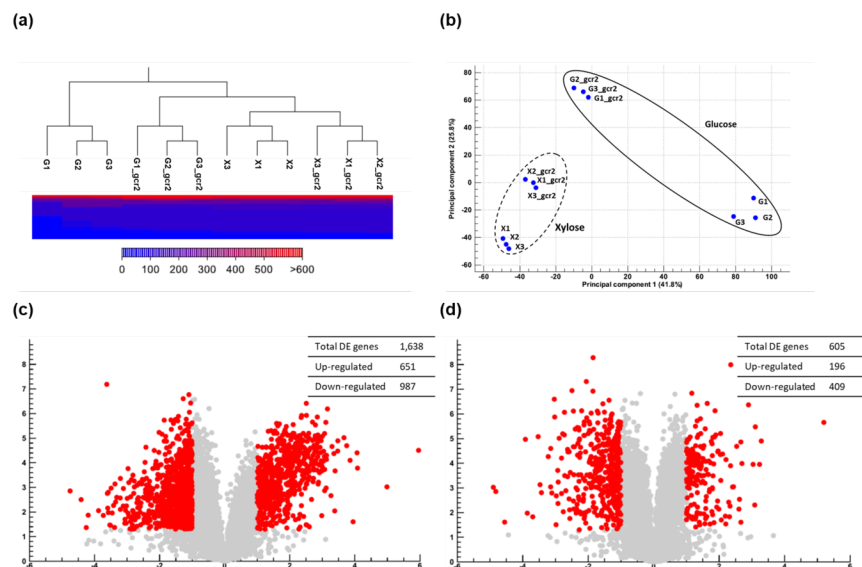 (a)
G1
G2
G3
G1_gcr2
G2_gcr2
G3_gcr2
X3
X1
X2
X3_gcr2
X1_gcr2
X2_gcr2
0 100 200 300 400 500 >600
(b)
Principal component 2 (25.8%)
80
60
40
20
0
-20
-40
-60
G2_gcr2
G3_gcr2
G1_gcr2
Glucose
X2_gcr2
X1_gcr2
X3_gcr2
G1
G3 G2
X1
X2
X3
Xylose
-60 -40 -20 0 20 40 60 80 100
Principal component 1 (41.8%)
(c)
Total DE genes 1,638
Up-regulated 651
Down-regulated 987
9
8
7
6
5
4
3
2
1
0
-4 -2 0 2 4 6
(d)
Total DE genes 605
Up-regulated 196
Down-regulated 409
9
8
7
6
5
4
3
2
1
0
-6 -4 -2 0 2 4 6